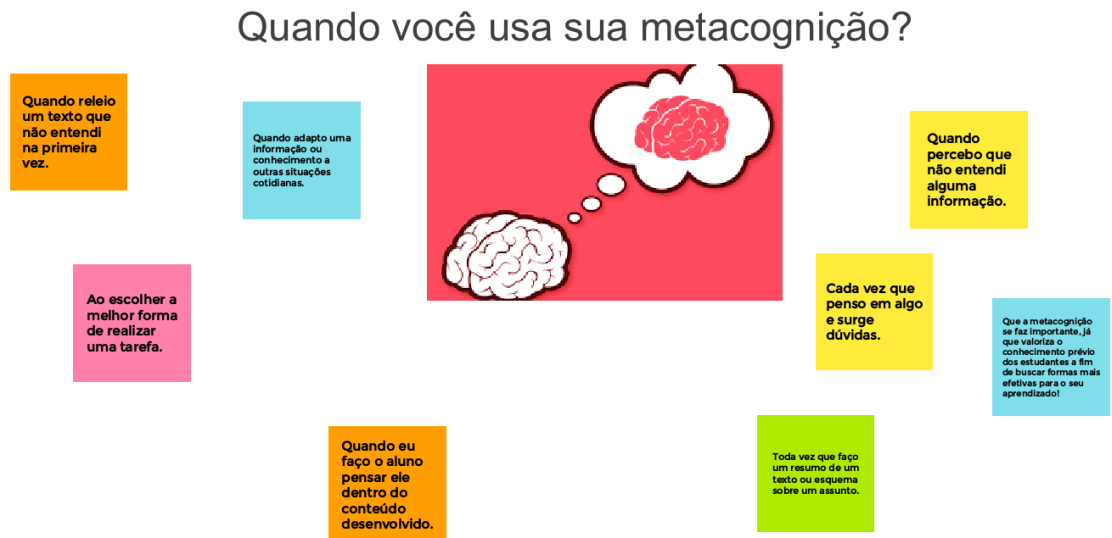 Quando você usa sua metacognição?
Quando releio
um texto que
não entendi
na primeira
vez.
Quando adapto uma
informação ou
conhecimento a
outras situações
cotidianas.
Quando
percebo que
não entendi
alguma
informação.
Ao escolher a
melhor forma
de realizar
uma tarefa.
Cada vez que
penso em algo
e surge
dúvidas.
Que a metacognição
se faz importante, já
que valoriza o
conhecimento prévio
dos estudantes a fim
de buscar formas mais
efetivas para o seu
aprendizado!
Quando eu
faço o aluno
pensar ele
dentro do
conteúdo
desenvolvido.
Toda vez que faço
um resumo de um
texto ou esquema
sobre um assunto.